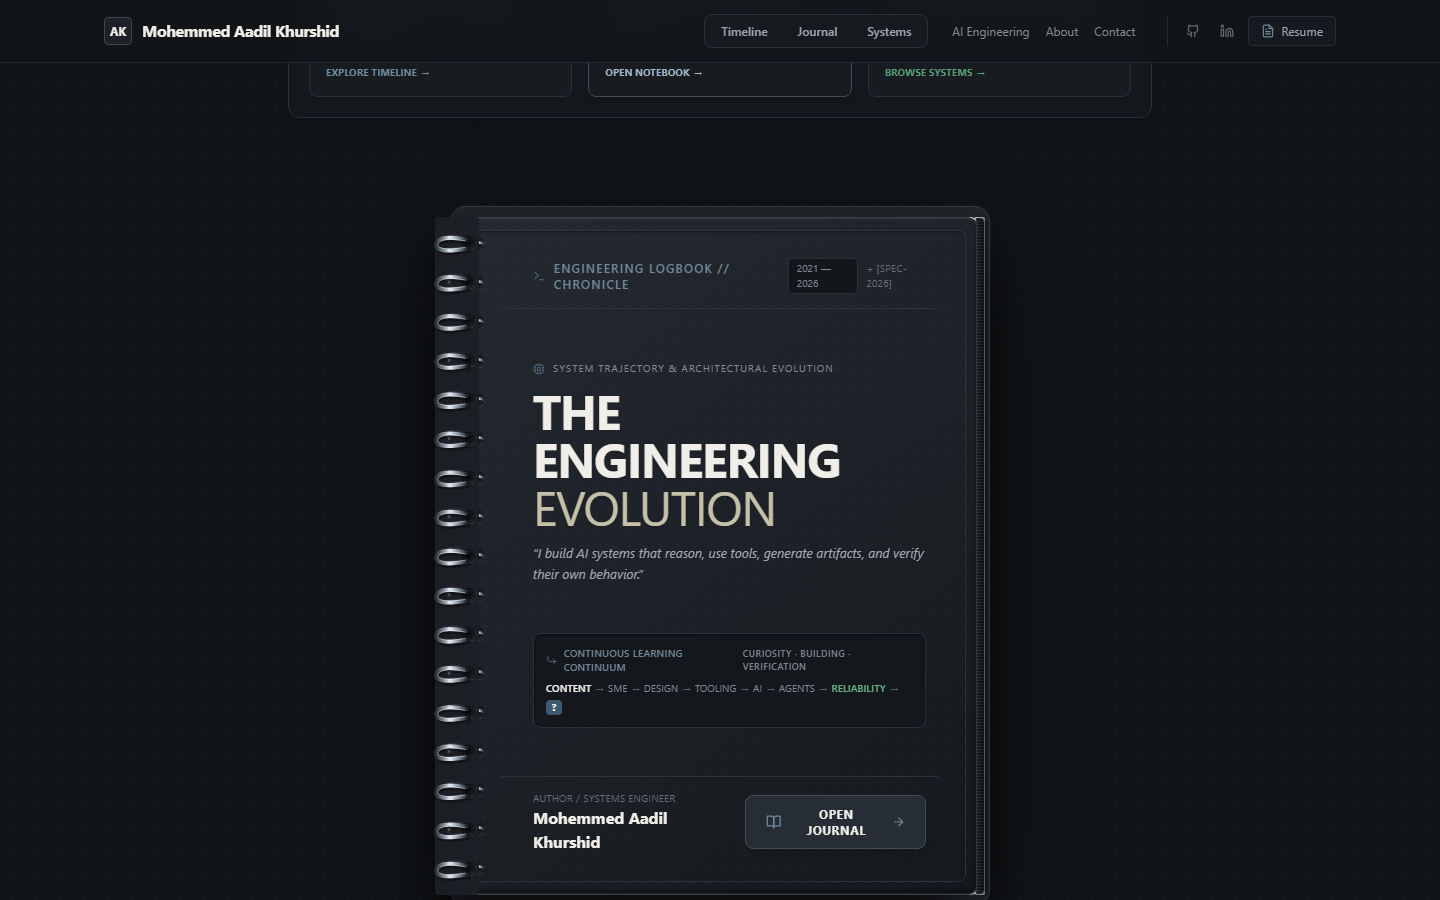 AK Mohemmed Aadil Khurshid Timeline Journal Systems AI Engineering About Contact Resume
EXPLORE TIMELINE → OPEN NOTEBOOK → BROWSE SYSTEMS →
ENGINEERING LOGBOOK //
CHRONICLE
2021 —
2026
+ [SPEC-
2026]
SYSTEM TRAJECTORY & ARCHITECTURAL EVOLUTION
THE
ENGINEERING
EVOLUTION
“I build AI systems that reason, use tools, generate artifacts, and verify
their own behavior.”
CONTINUOUS LEARNING
CONTINUUM
CURIOSITY · BUILDING ·
VERIFICATION
CONTENT → SME → DESIGN → TOOLING → AI → AGENTS → RELIABILITY →
?
AUTHOR / SYSTEMS ENGINEER
Mohemmed Aadil
Khurshid
OPEN
JOURNAL